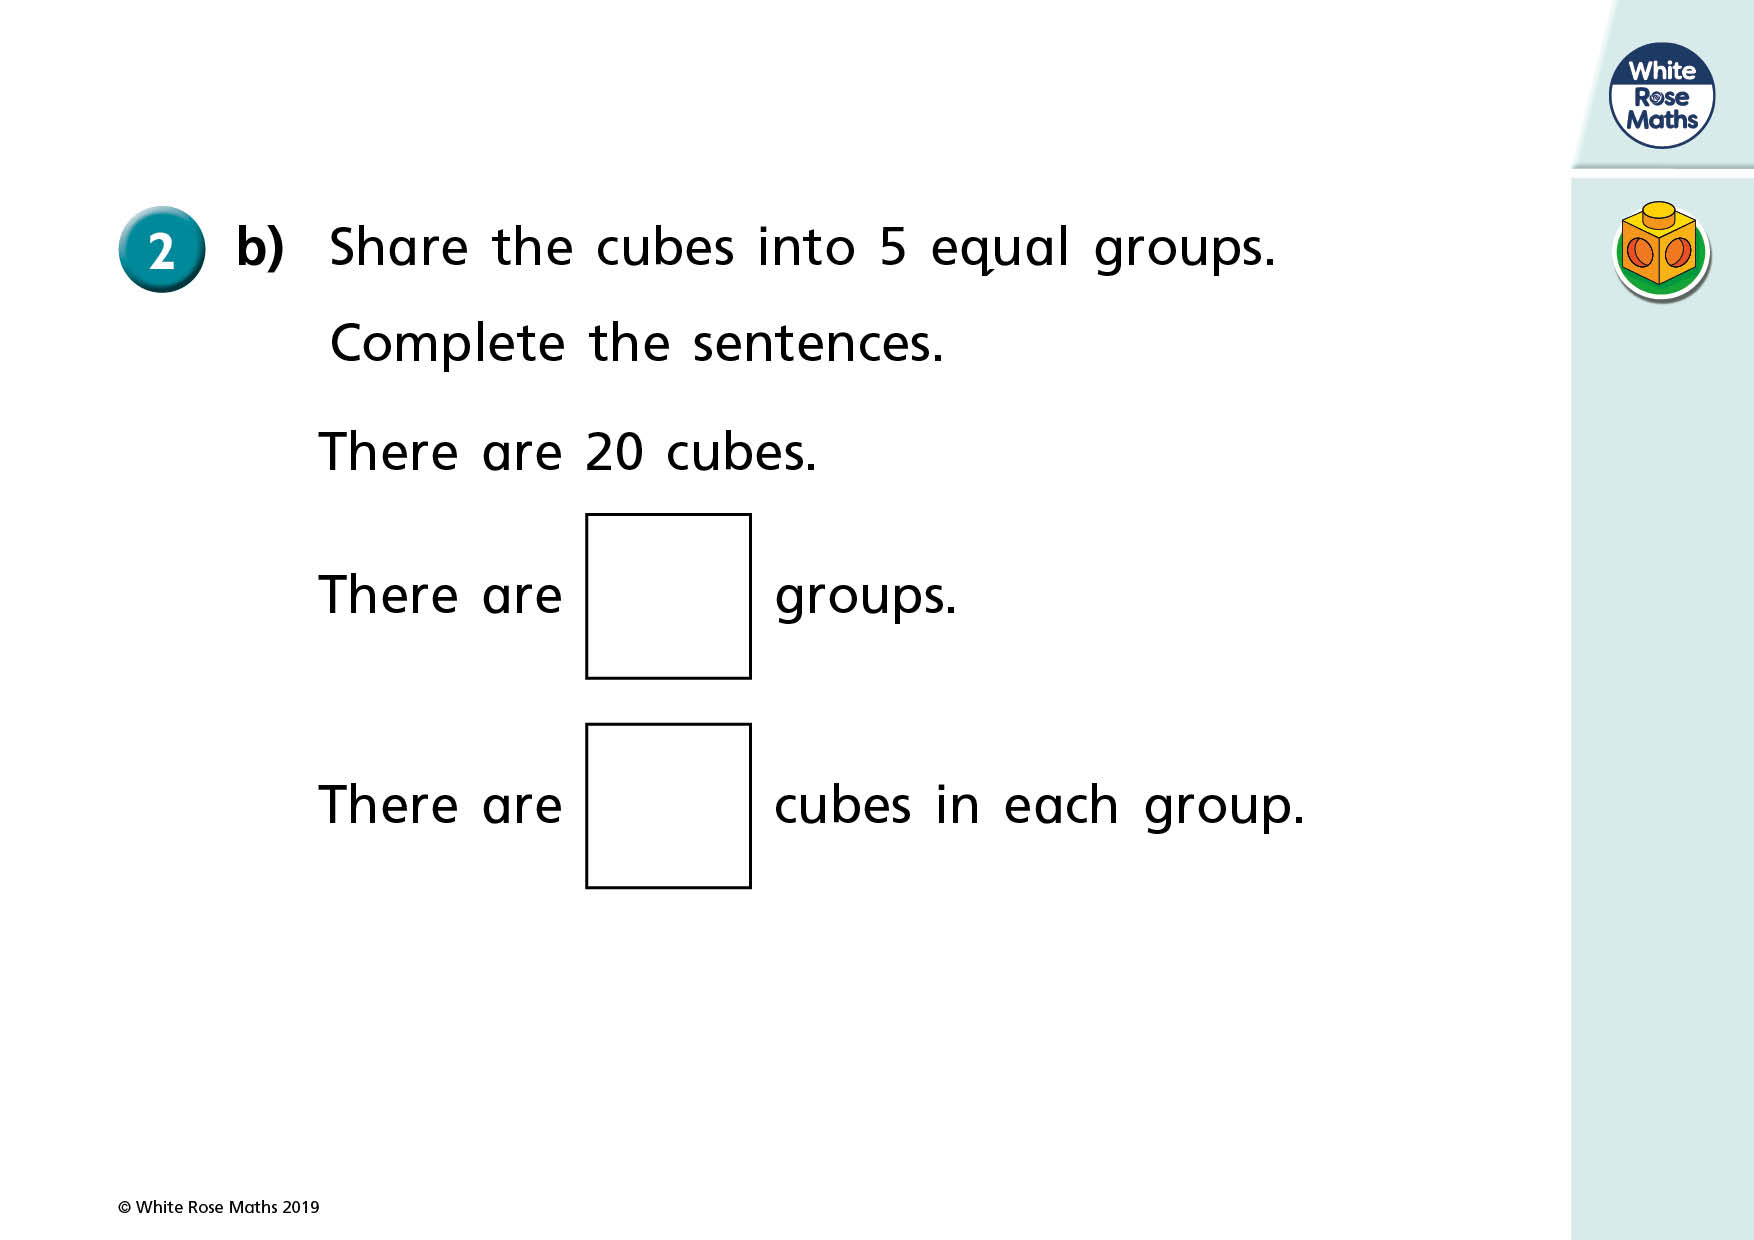 White
Rose
Maths
2 b) Share the cubes into 5 equal groups.
Complete the sentences.
There are 20 cubes.
There are groups.
There are cubes in each group.
© White Rose Maths 2019